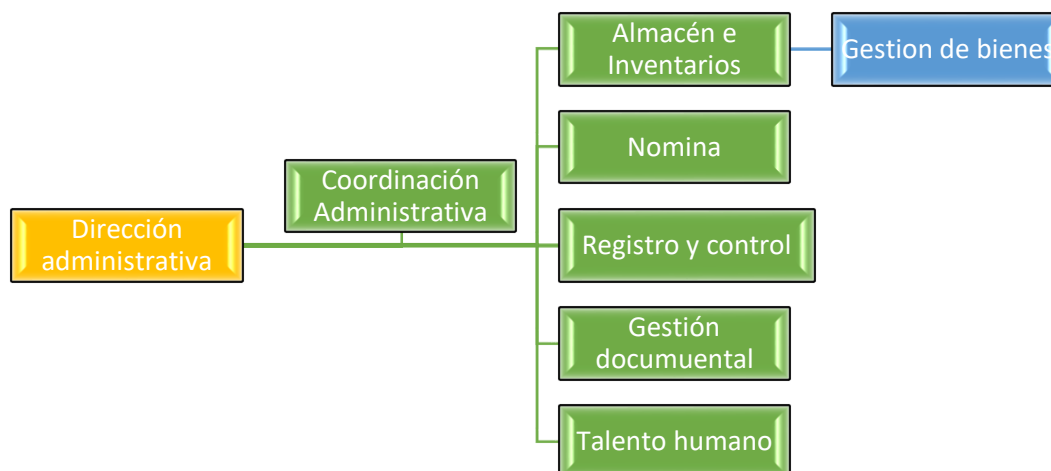 Dirección
administrativa
Coordinación
Administrativa
Almacén e
Inventarios
Gestion de bienes
Nomina
Registro y control
Gestión
documuental
Talento humano